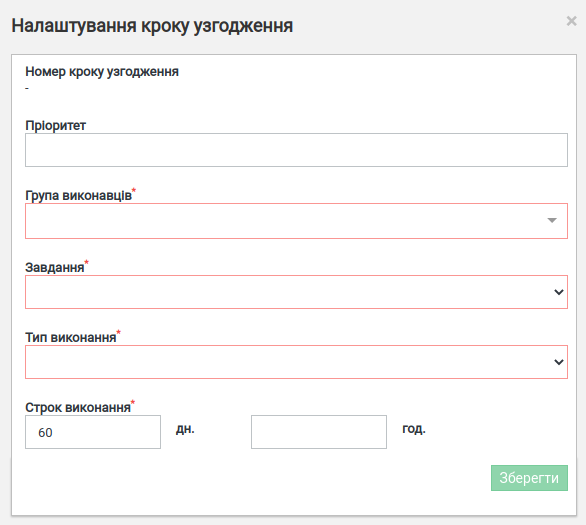 Налаштування кроку узгодження ×
Номер кроку узгодження
-
Пріоритет
Група виконавців*
Завдання*
Тип виконання*
Строк виконання*
60 дн. год.
Зберегти